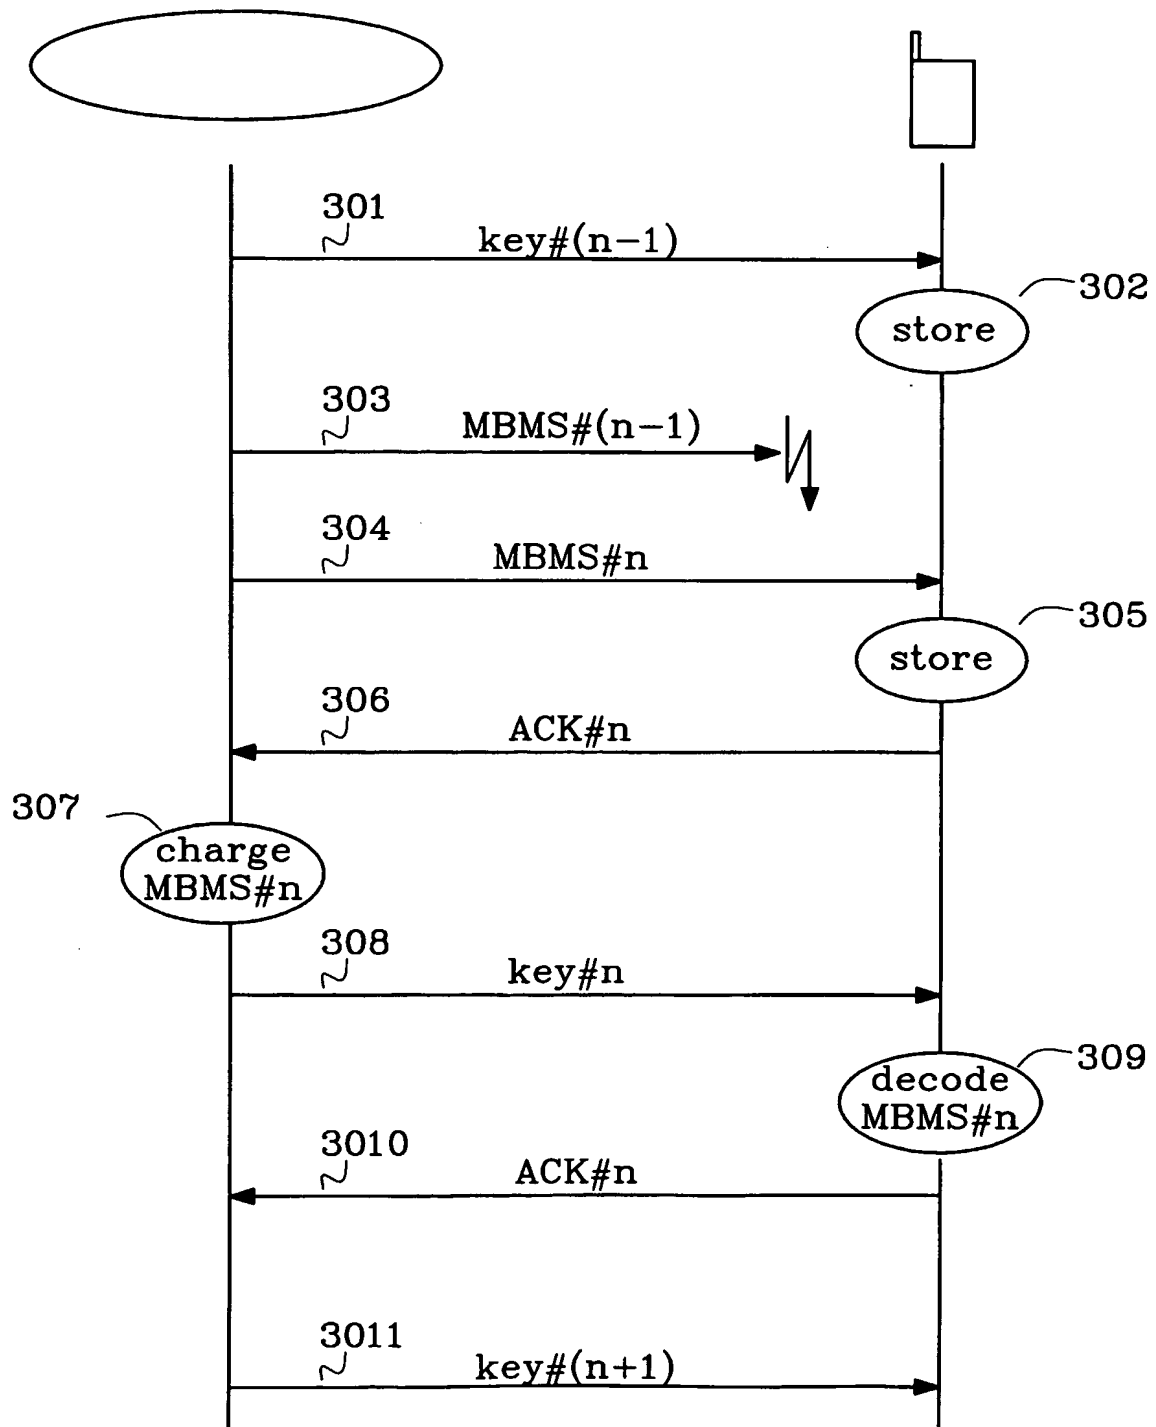 301
key#(n-1)
302
store
303
MBMS#(n-1)
304
MBMS#n
305
store
306
ACK#n
307
charge
MBMS#n
308
key#n
309
decode
MBMS#n
3010
ACK#n
3011
key#(n+1)